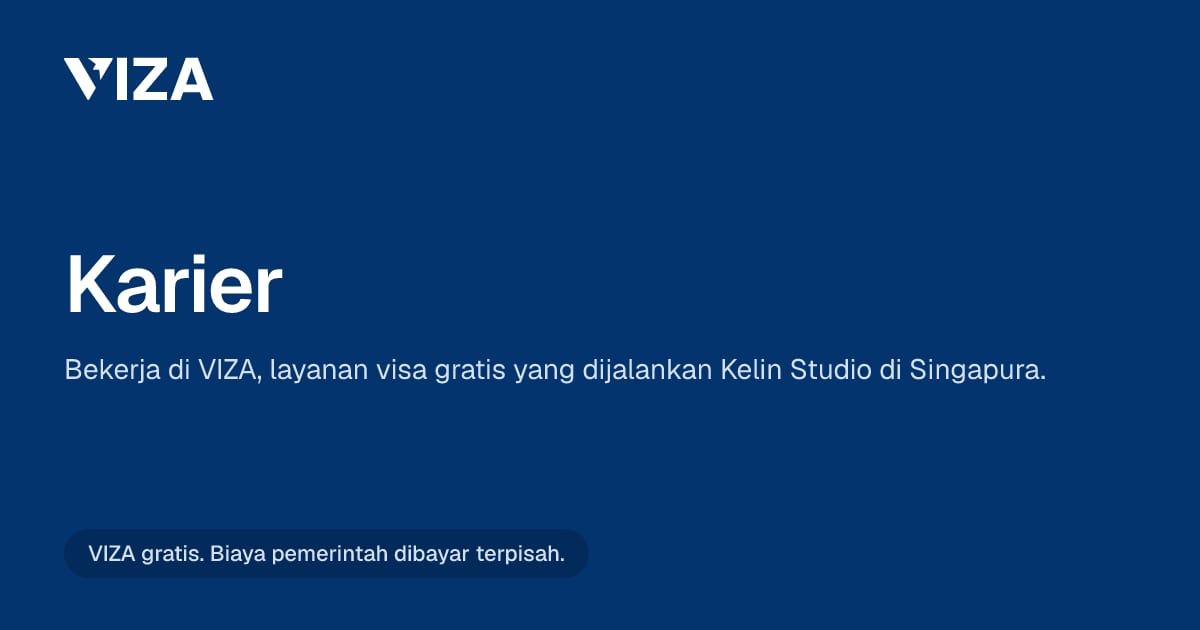 VIZA
Karier
Bekerja di VIZA, layanan visa gratis yang dijalankan Kelin Studio di Singapura.
VIZA gratis. Biaya pemerintah dibayar terpisah.